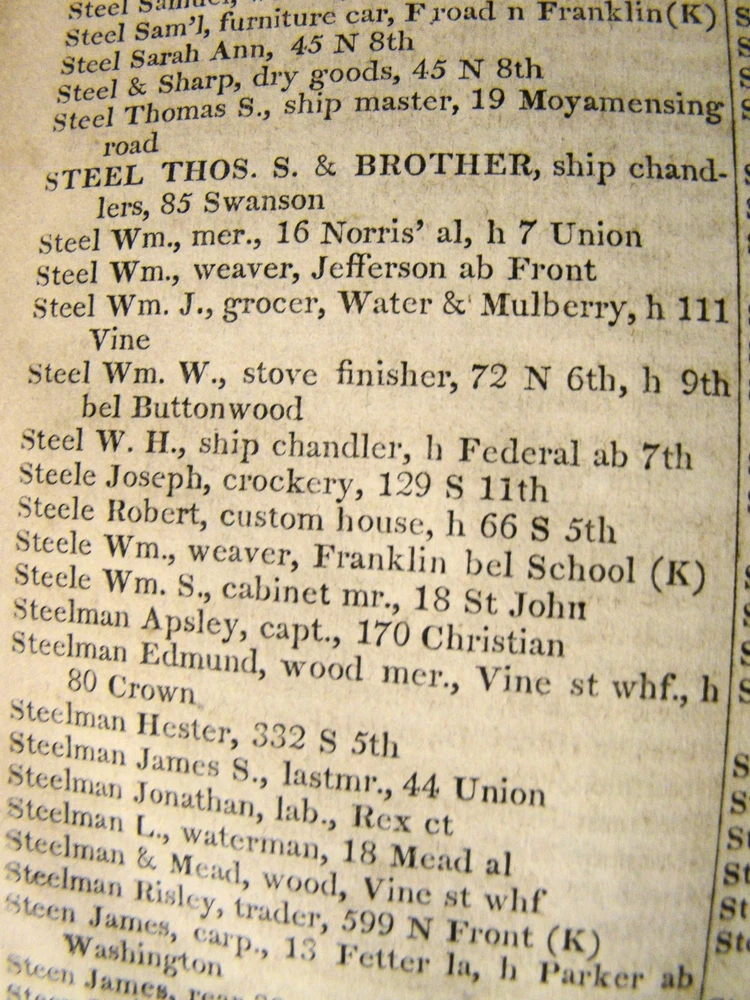 Steel Samuel,
Steel Sam'l, furniture car, F road n Franklin(K)
Steel Sarah Ann, 45 N 8th
Steel & Sharp, dry goods, 45 N 8th
Steel Thomas S., ship master, 19 Moyamensing
road
STEEL THOS. S. & BROTHER, ship chand-
lers, 85 Swanson
Steel Wm., mer., 16 Norris' al, h 7 Union
Steel Wm., weaver, Jefferson ab Front
Steel Wm. J., grocer, Water & Mulberry, h 111
Vine
Steel Wm. W., stove finisher, 72 N 6th, h 9th
bel Buttonwood
Steel W. H., ship chandler, h Federal ab 7th
Steele Joseph, crockery, 129 S 11th
Steele Robert, custom house, h 66 S 5th
Steele Wm., weaver, Franklin bel School (K)
Steele Wm. S., cabinet mr., 18 St John
Steelman Apsley, capt., 170 Christian
Steelman Edmund, wood mer., Vine st whf., h
80 Crown
Steelman Hester, 332 S 5th
Steelman James S., lastmr., 44 Union
Steelman Jonathan, lab., Rex ct
Steelman L., waterman, 18 Mead al
Steelman & Mead, wood, Vine st whf
Steelman Risley, trader, 599 N Front (K)
Steen James, carp., 13 Fetter la, h Parker ab
Washington
Steen James,